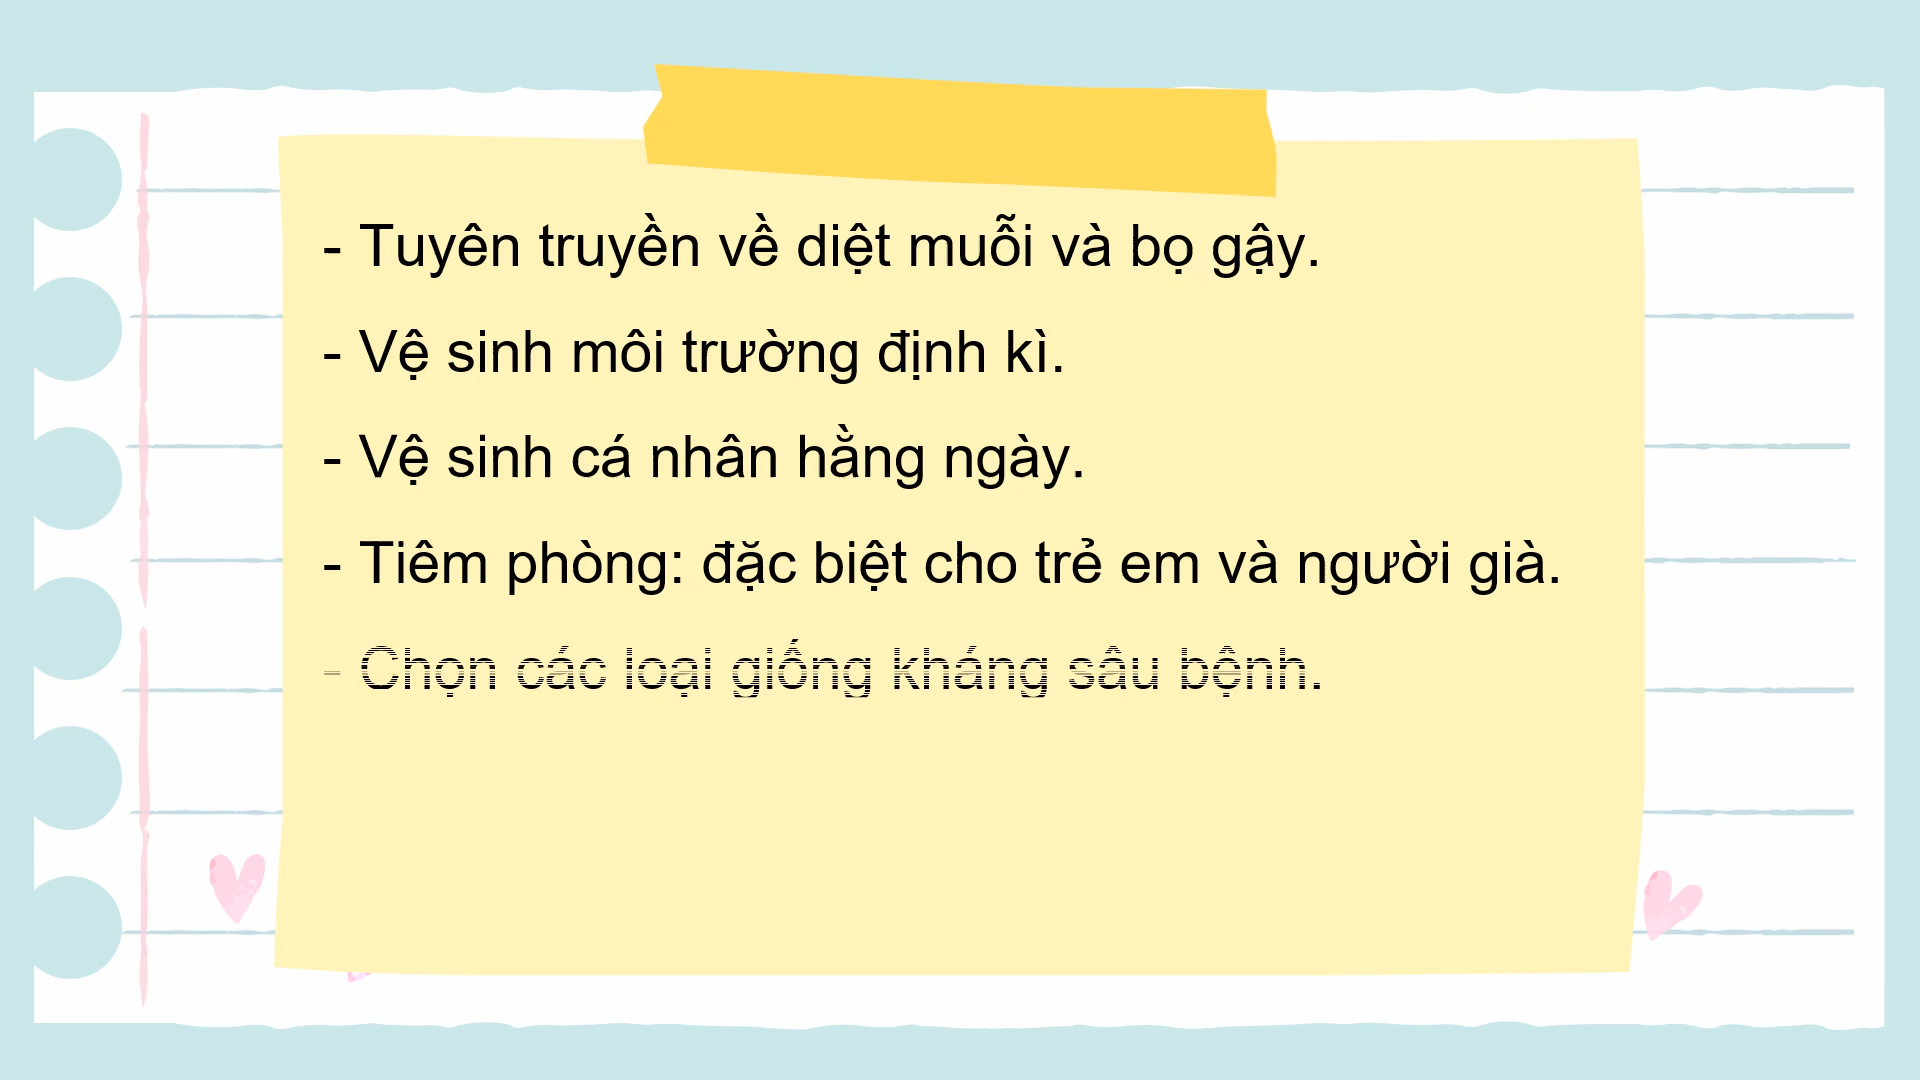 - Tuyên truyền về diệt muỗi và bọ gậy.
- Vệ sinh môi trường định kì.
- Vệ sinh cá nhân hằng ngày.
- Tiêm phòng: đặc biệt cho trẻ em và người già.
- Chọn các loại giống kháng sâu bệnh.